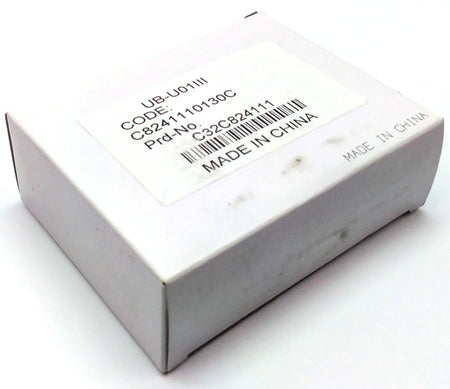 UB-U01III
CODE:
C8241110130C
Prd-No.
C32C824111
MADE IN CHINA
MADE IN CHINA